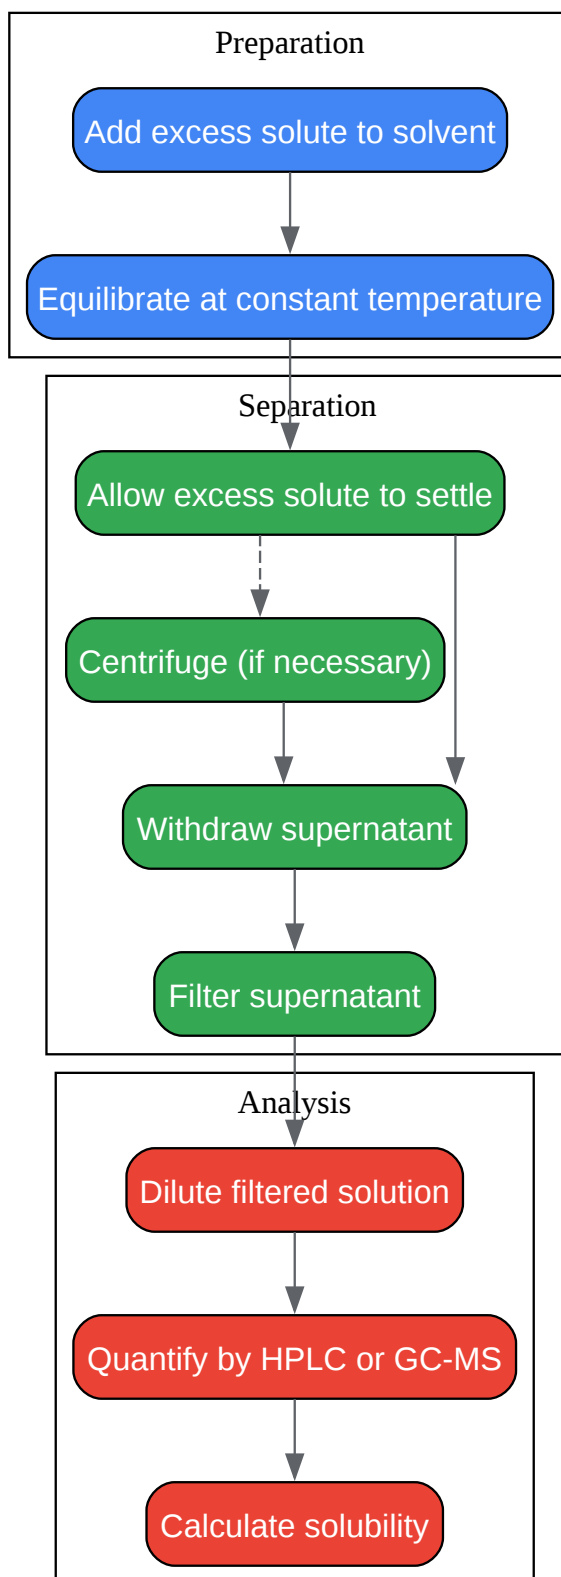 Preparation
Add excess solute to solvent
Equilibrate at constant temperature
Separation
Allow excess solute to settle
Centrifuge (if necessary)
Withdraw supernatant
Filter supernatant
Analysis
Dilute filtered solution
Quantify by HPLC or GC-MS
Calculate solubility